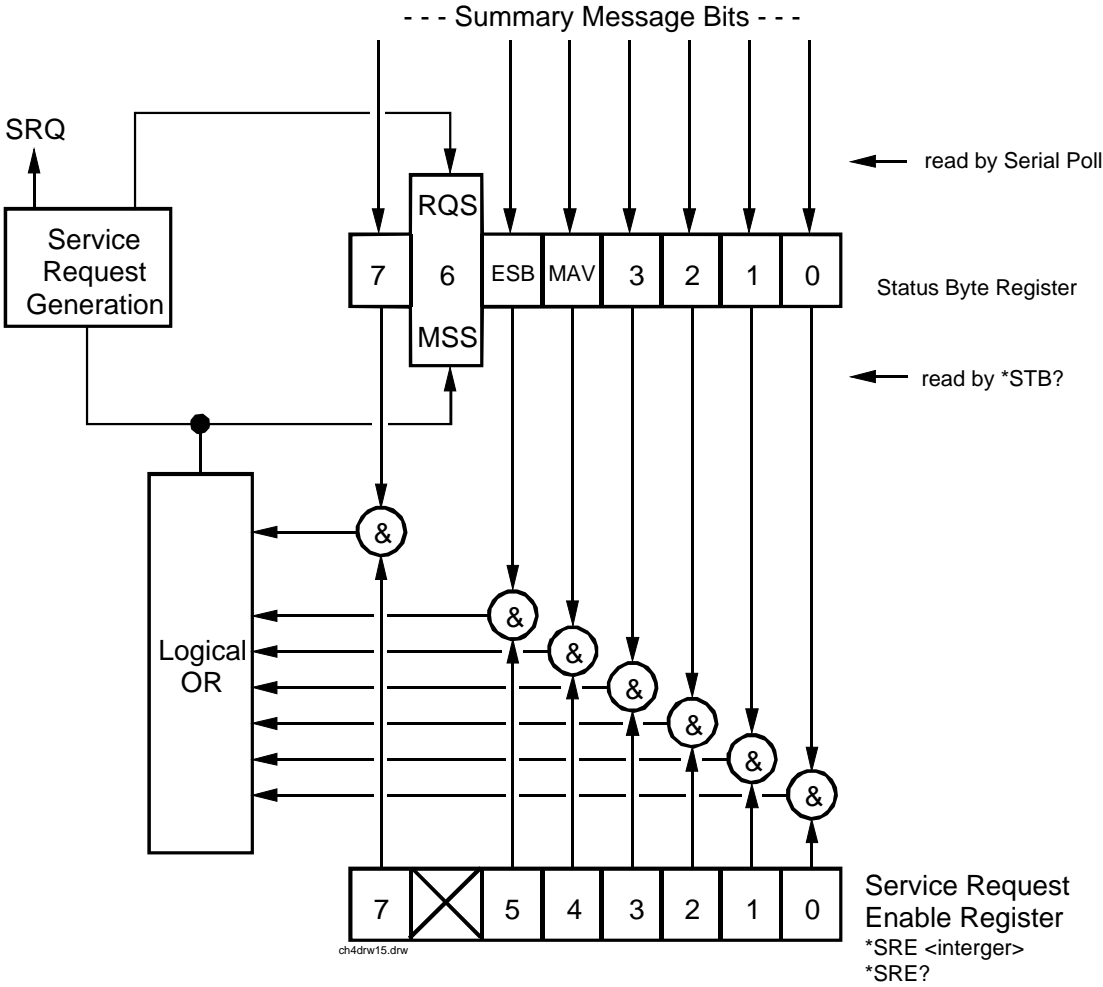 - - - Summary Message Bits - - -
SRQ
read by Serial Poll
RQS
Service
Request
Generation
7 6 ESB MAV 3 2 1 0
Status Byte Register
MSS
read by *STB?
&
&
Logical
OR
&
&
&
&
&
7 5 4 3 2 1 0
Service Request
Enable Register
*SRE <interger>
*SRE?
ch4drw15.drw